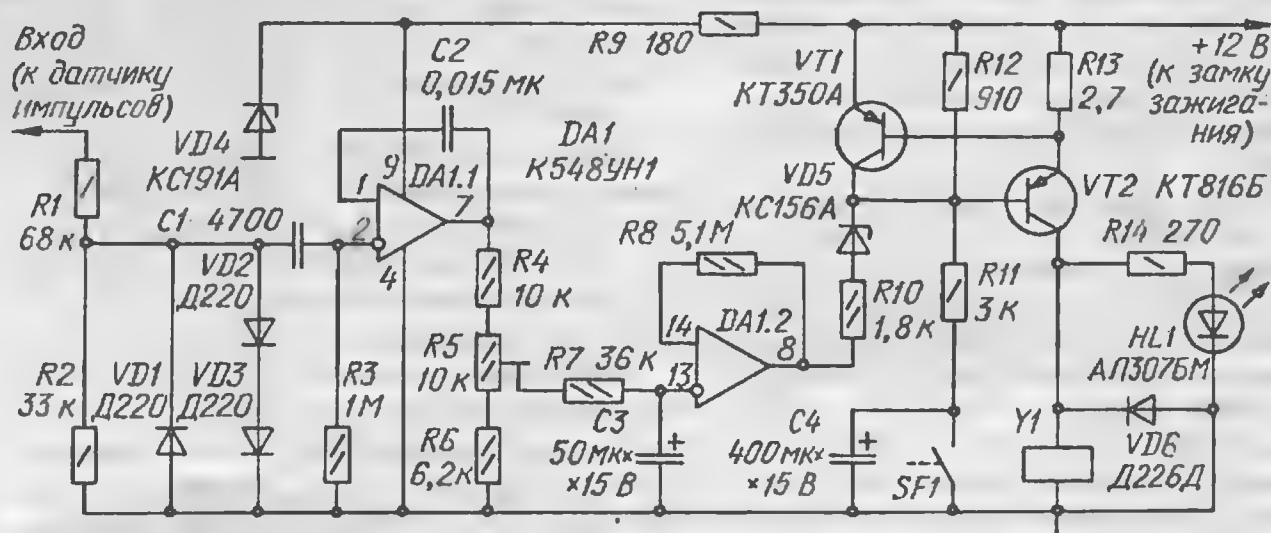 Вход
(к датчику
импульсов)
R1
68 к
R2
33 к
VD1
Д220
VD4
КС191А
C1 4700
VD2
Д220
VD3
Д220
R3
1М
C2
0,015 мк
1
2
9
4
7
DA1.1
DA1
К548УН1
R4
10 к
R5
10 к
R6
6,2к
R7 36 к
C3
50мк×
×15 В
R8 5,1М
14
13
8
DA1.2
R9 180
VT1
КТ350А
VD5
КС156А
R10
1,8 к
C4
400мк×
×15 В
R11
3 к
SF1
R12
910
R13
2,7
+12 В
(к замку
зажига-
ния)
VT2 КТ816Б
R14 270
HL1
АЛ307БМ
Y1
VD6
Д226Д